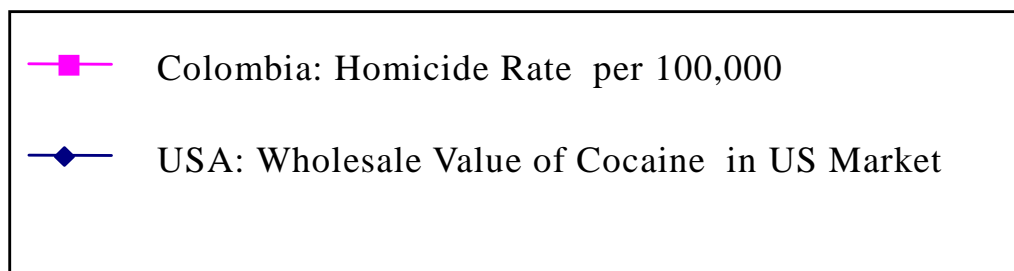 Colombia: Homicide Rate per 100,000
USA: Wholesale Value of Cocaine in US Market